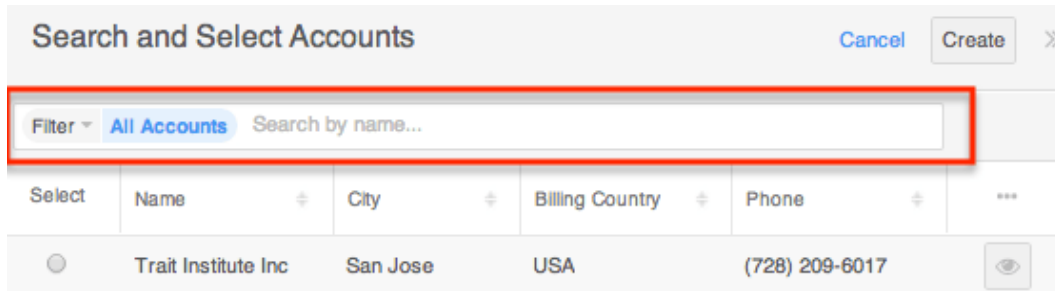 Search and Select Accounts Cancel Create
Filter All Accounts Search by name...
Select Name City Billing Country Phone
Trait Institute Inc San Jose USA (728) 209-6017